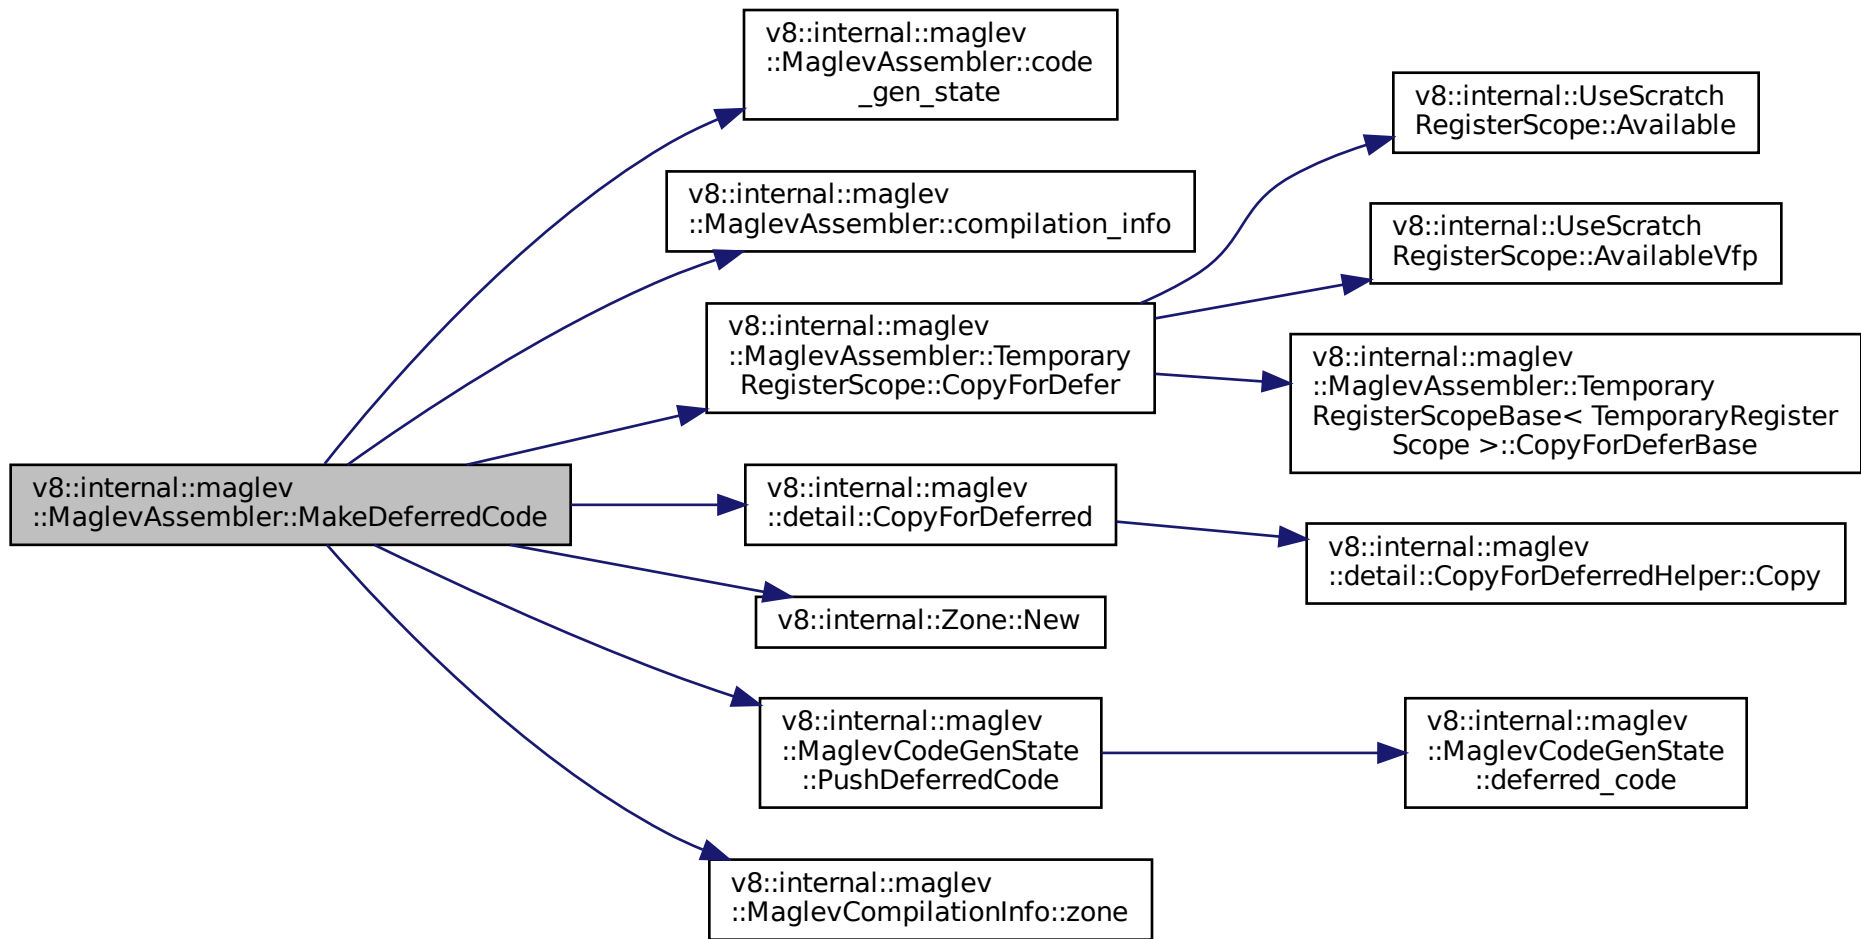 v8::internal::maglev
::MaglevAssembler::MakeDeferredCode
v8::internal::maglev
::MaglevAssembler::code
_gen_state
v8::internal::maglev
::MaglevAssembler::compilation_info
v8::internal::maglev
::MaglevAssembler::Temporary
RegisterScope::CopyForDefer
v8::internal::UseScratch
RegisterScope::Available
v8::internal::UseScratch
RegisterScope::AvailableVfp
v8::internal::maglev
::MaglevAssembler::Temporary
RegisterScopeBase< TemporaryRegister
Scope >::CopyForDeferBase
v8::internal::maglev
::detail::CopyForDeferred
v8::internal::maglev
::detail::CopyForDeferredHelper::Copy
v8::internal::Zone::New
v8::internal::maglev
::MaglevCodeGenState
::PushDeferredCode
v8::internal::maglev
::MaglevCodeGenState
::deferred_code
v8::internal::maglev
::MaglevCompilationInfo::zone